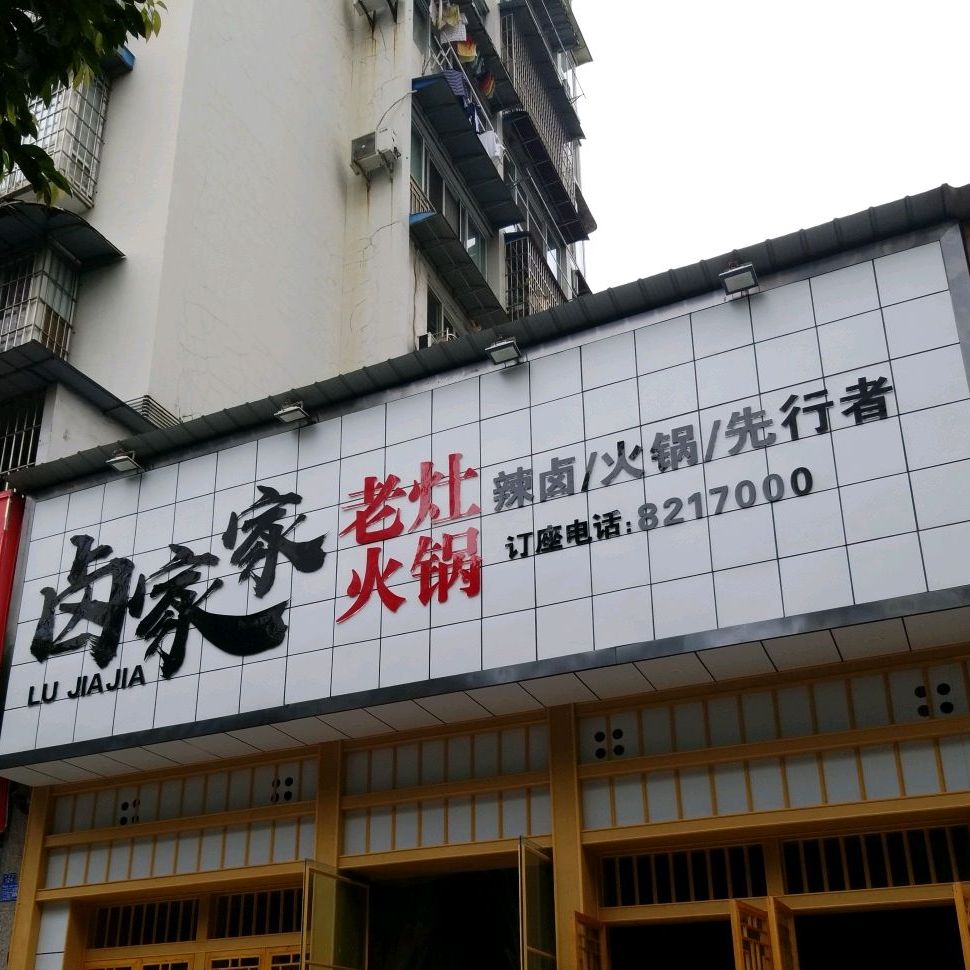 卤家家
LU JIAJIA
老灶
火锅
辣卤/火锅/先行者
订座电话:8217000